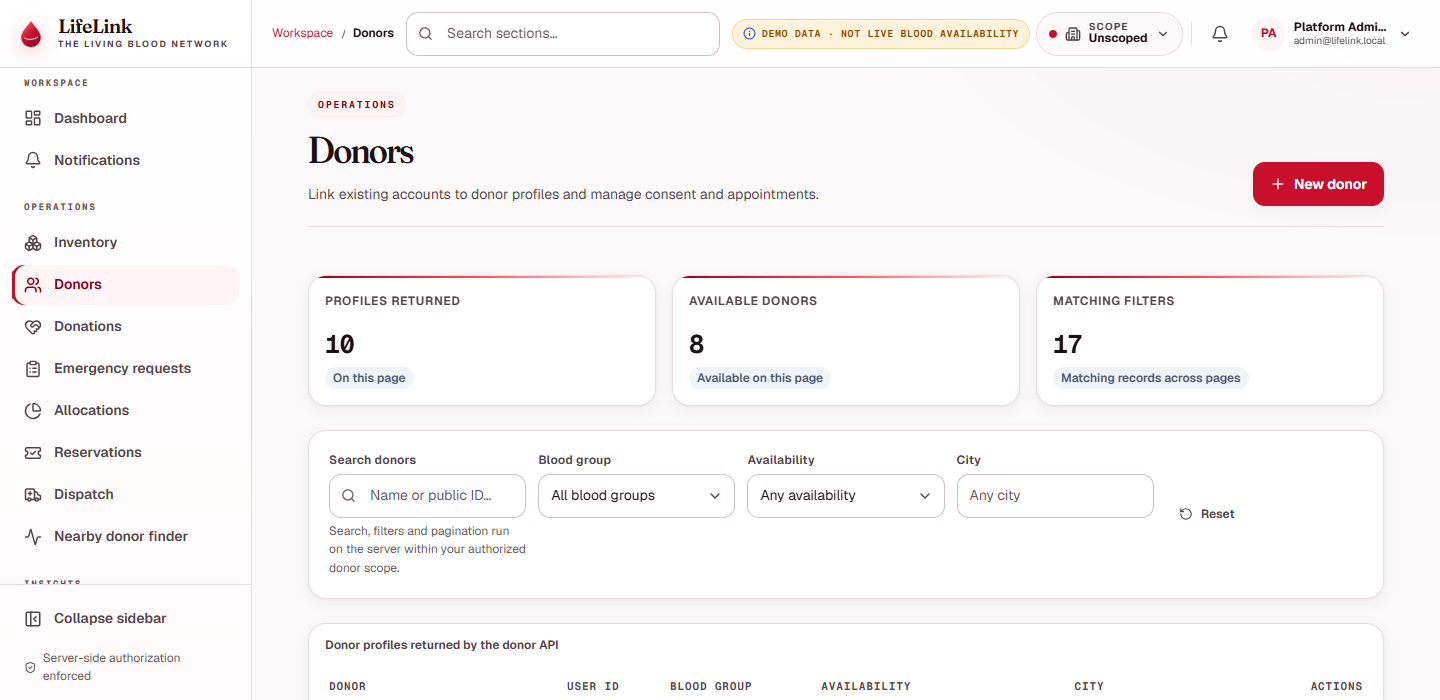 LifeLink
THE LIVING BLOOD NETWORK
Workspace / Donors
Search sections...
DEMO DATA · NOT LIVE BLOOD AVAILABILITY
SCOPE
Unscoped
PA
Platform Admi...
admin@lifelink.local
WORKSPACE
Dashboard
Notifications
OPERATIONS
Inventory
Donors
Donations
Emergency requests
Allocations
Reservations
Dispatch
Nearby donor finder
INSIGHTS
Collapse sidebar
Server-side authorization
enforced
OPERATIONS
Donors
Link existing accounts to donor profiles and manage consent and appointments.
New donor
PROFILES RETURNED
10
On this page
AVAILABLE DONORS
8
Available on this page
MATCHING FILTERS
17
Matching records across pages
Search donors
Name or public ID...
Search, filters and pagination run
on the server within your authorized
donor scope.
Blood group
All blood groups
Availability
Any availability
City
Any city
Reset
Donor profiles returned by the donor API
DONOR USER ID BLOOD GROUP AVAILABILITY CITY ACTIONS